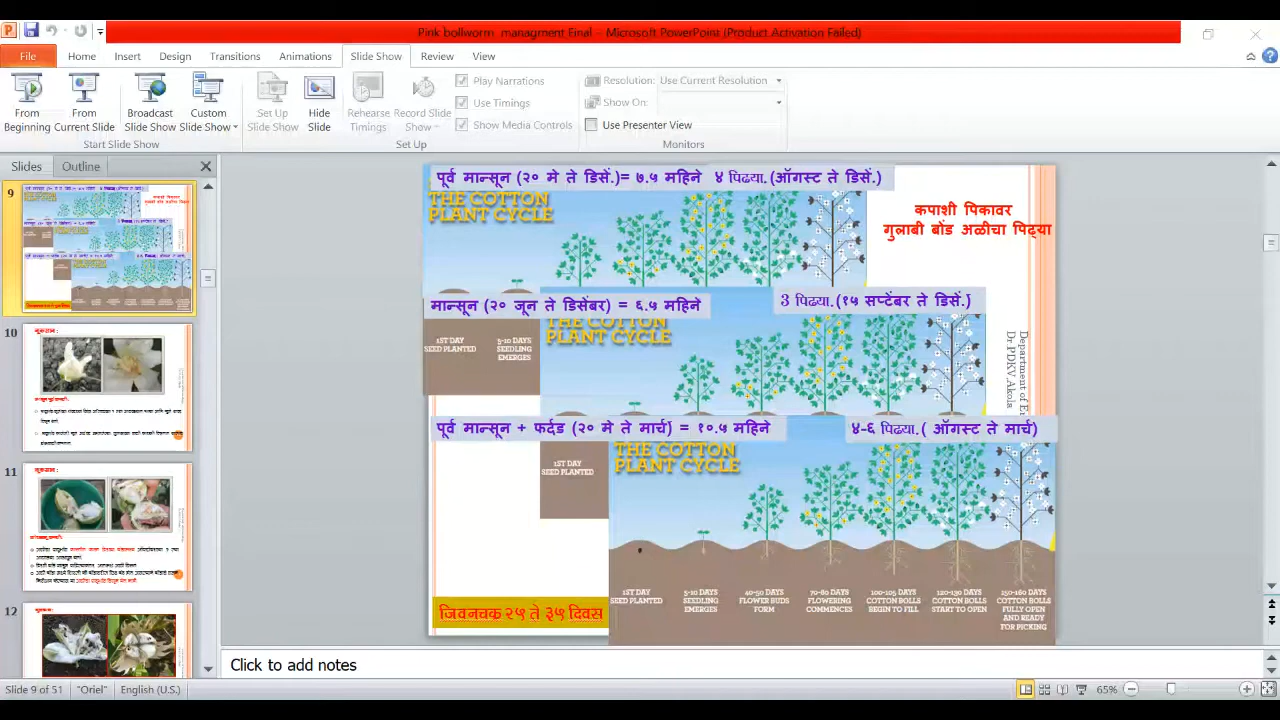 Pink bollworm managment Final – Microsoft PowerPoint (Product Activation Failed)
File Home Insert Design Transitions Animations Slide Show Review View
From Beginning
From Current Slide
Broadcast Slide Show
Custom Slide Show
Set Up Slide Show
Hide Slide
Rehearse Timings
Record Slide Show
Play Narrations
Use Timings
Show Media Controls
Resolution: Use Current Resolution
Show On:
Use Presenter View
Start Slide Show
Set Up
Monitors
Slides Outline
9
10
11
12
पूर्व मान्सून (२० मे ते डिसें.)= ७.५ महिने ४ पिढया.(ऑगस्ट ते डिसें.)
THE COTTON
PLANT CYCLE
कपाशी पिकावर
गुलाबी बोंड अळीचा पिढ्या
मान्सून (२० जून ते डिसेंबर) = ६.५ महिने
3 पिढया.(१५ सप्टेंबर ते डिसें.)
THE COTTON
PLANT CYCLE
1ST DAY
SEED PLANTED
5-10 DAYS
SEEDLING
EMERGES
Department of E
Dr.PDKV.Akola
पूर्व मान्सून + फर्दड (२० मे ते मार्च) = १०.५ महिने
४-६ पिढया.( ऑगस्ट ते मार्च)
THE COTTON
PLANT CYCLE
1ST DAY
SEED PLANTED
1ST DAY
SEED PLANTED
5-10 DAYS
SEEDLING
EMERGES
40-50 DAYS
FLOWER BUDS
FORM
70-80 DAYS
FLOWERING
COMMENCES
100-105 DAYS
COTTON BOLLS
BEGIN TO FILL
120-130 DAYS
COTTON BOLLS
START TO OPEN
150-160 DAYS
COTTON BOLLS
FULLY OPEN
AND READY
FOR PICKING
जिवनचक्र २५ ते ३५ दिवस
Click to add notes
Slide 9 of 51 "Oriel" English (U.S.) 65%